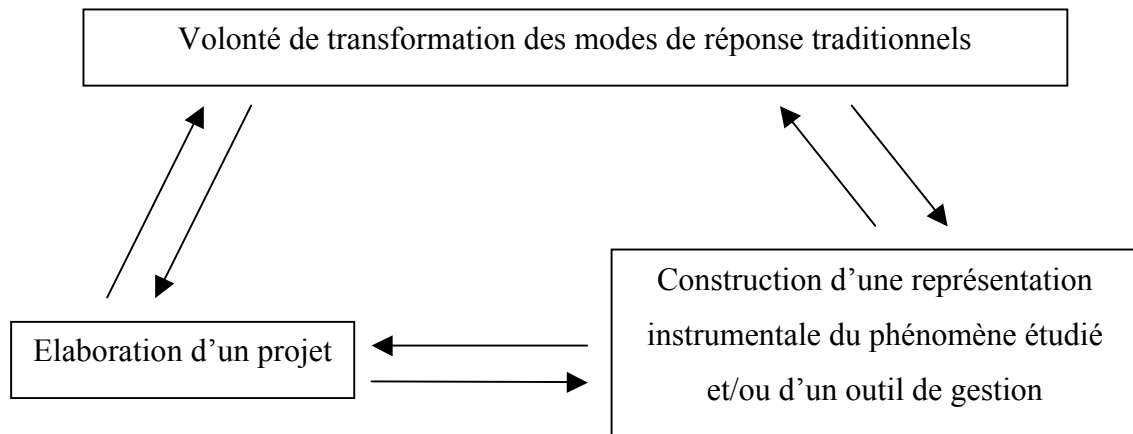 Volonté de transformation des modes de réponse traditionnels
Elaboration d’un projet
Construction d’une représentation
instrumentale du phénomène étudié
et/ou d’un outil de gestion